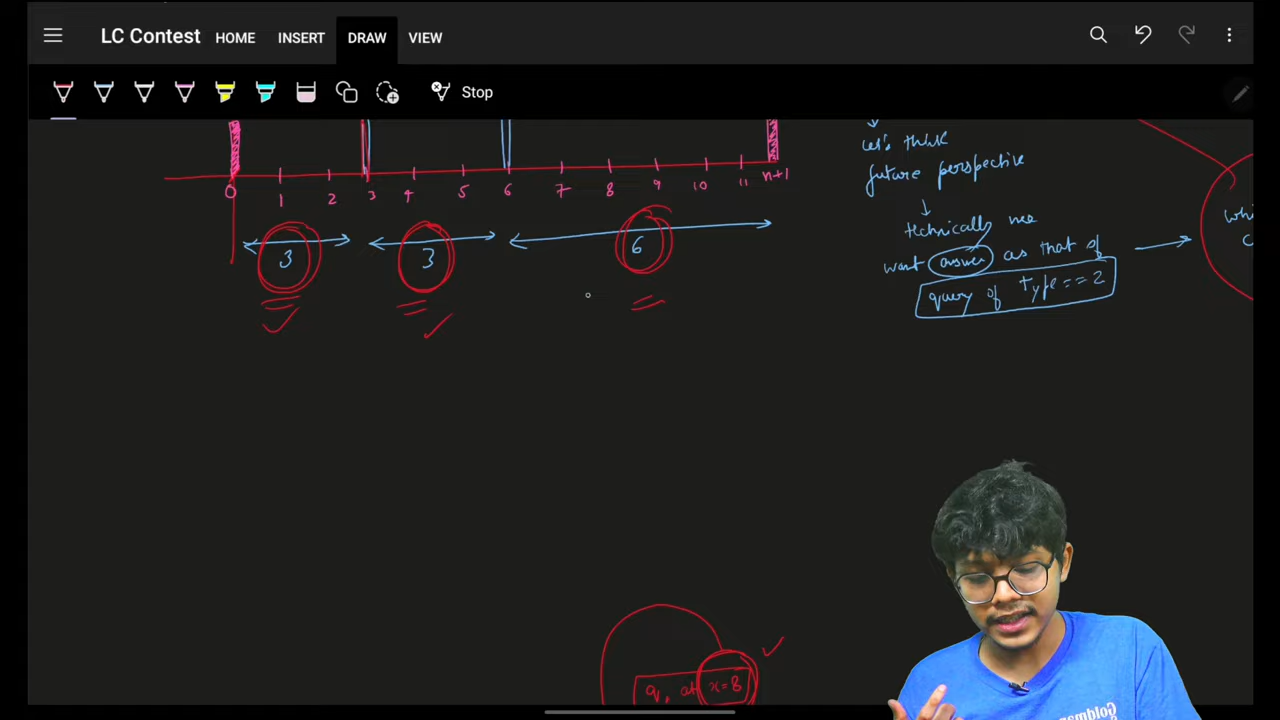 LC Contest HOME INSERT DRAW VIEW
Stop
let's think
future perspective
technically we
want answer as that of
query of type == 2
0 1 2 3 4 5 6 7 8 9 10 11 n+1
3 3 6
q, at x=8
Goldman